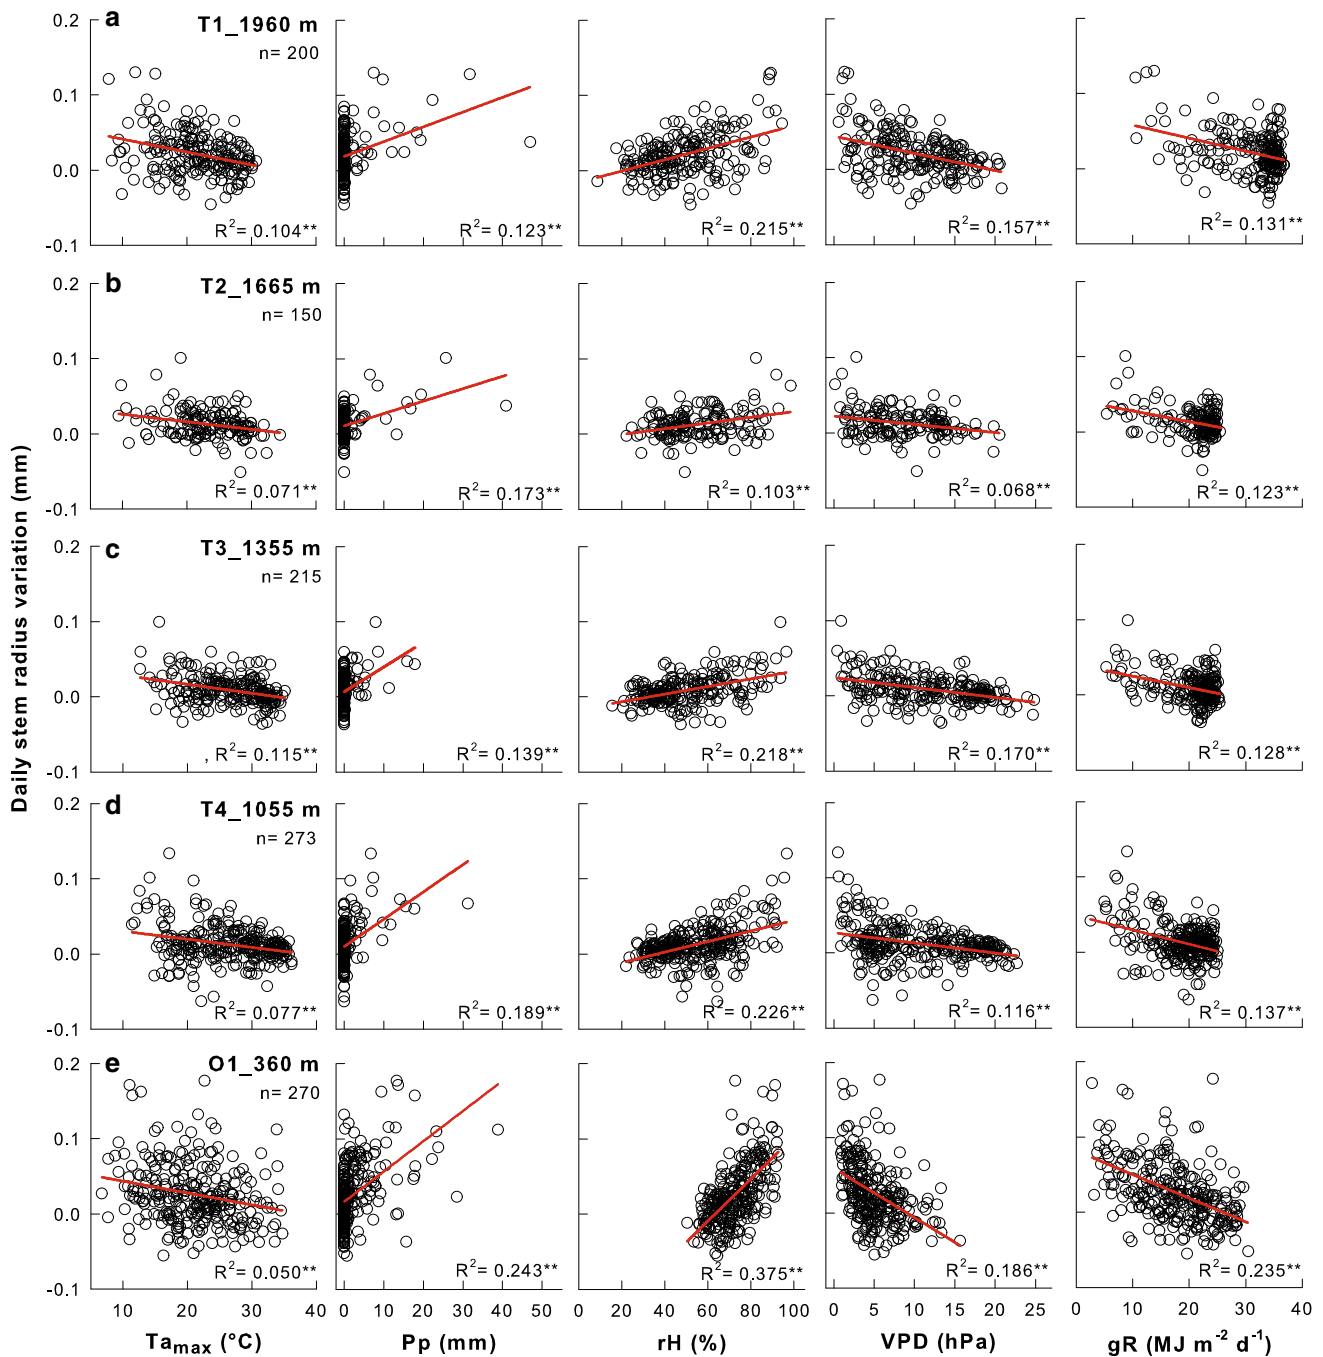 Daily stem radius variation (mm)
a T1_1960 m
n= 200
0.2
0.1
0.0
-0.1
R²= 0.104** R²= 0.123** R²= 0.215** R²= 0.157** R²= 0.131**
b T2_1665 m
n= 150
0.2
0.1
0.0
-0.1
R²= 0.071** R²= 0.173** R²= 0.103** R²= 0.068** R²= 0.123**
c T3_1355 m
n= 215
0.2
0.1
0.0
-0.1
, R²= 0.115** R²= 0.139** R²= 0.218** R²= 0.170** R²= 0.128**
d T4_1055 m
n= 273
0.2
0.1
0.0
-0.1
R²= 0.077** R²= 0.189** R²= 0.226** R²= 0.116** R²= 0.137**
e O1_360 m
n= 270
0.2
0.1
0.0
-0.1
R²= 0.050** R²= 0.243** R²= 0.375** R²= 0.186** R²= 0.235**
10 20 30 40 0 10 20 30 40 50 20 40 60 80 100 0 5 10 15 20 25 0 10 20 30 40
Ta_max (°C) Pp (mm) rH (%) VPD (hPa) gR (MJ m⁻² d⁻¹)